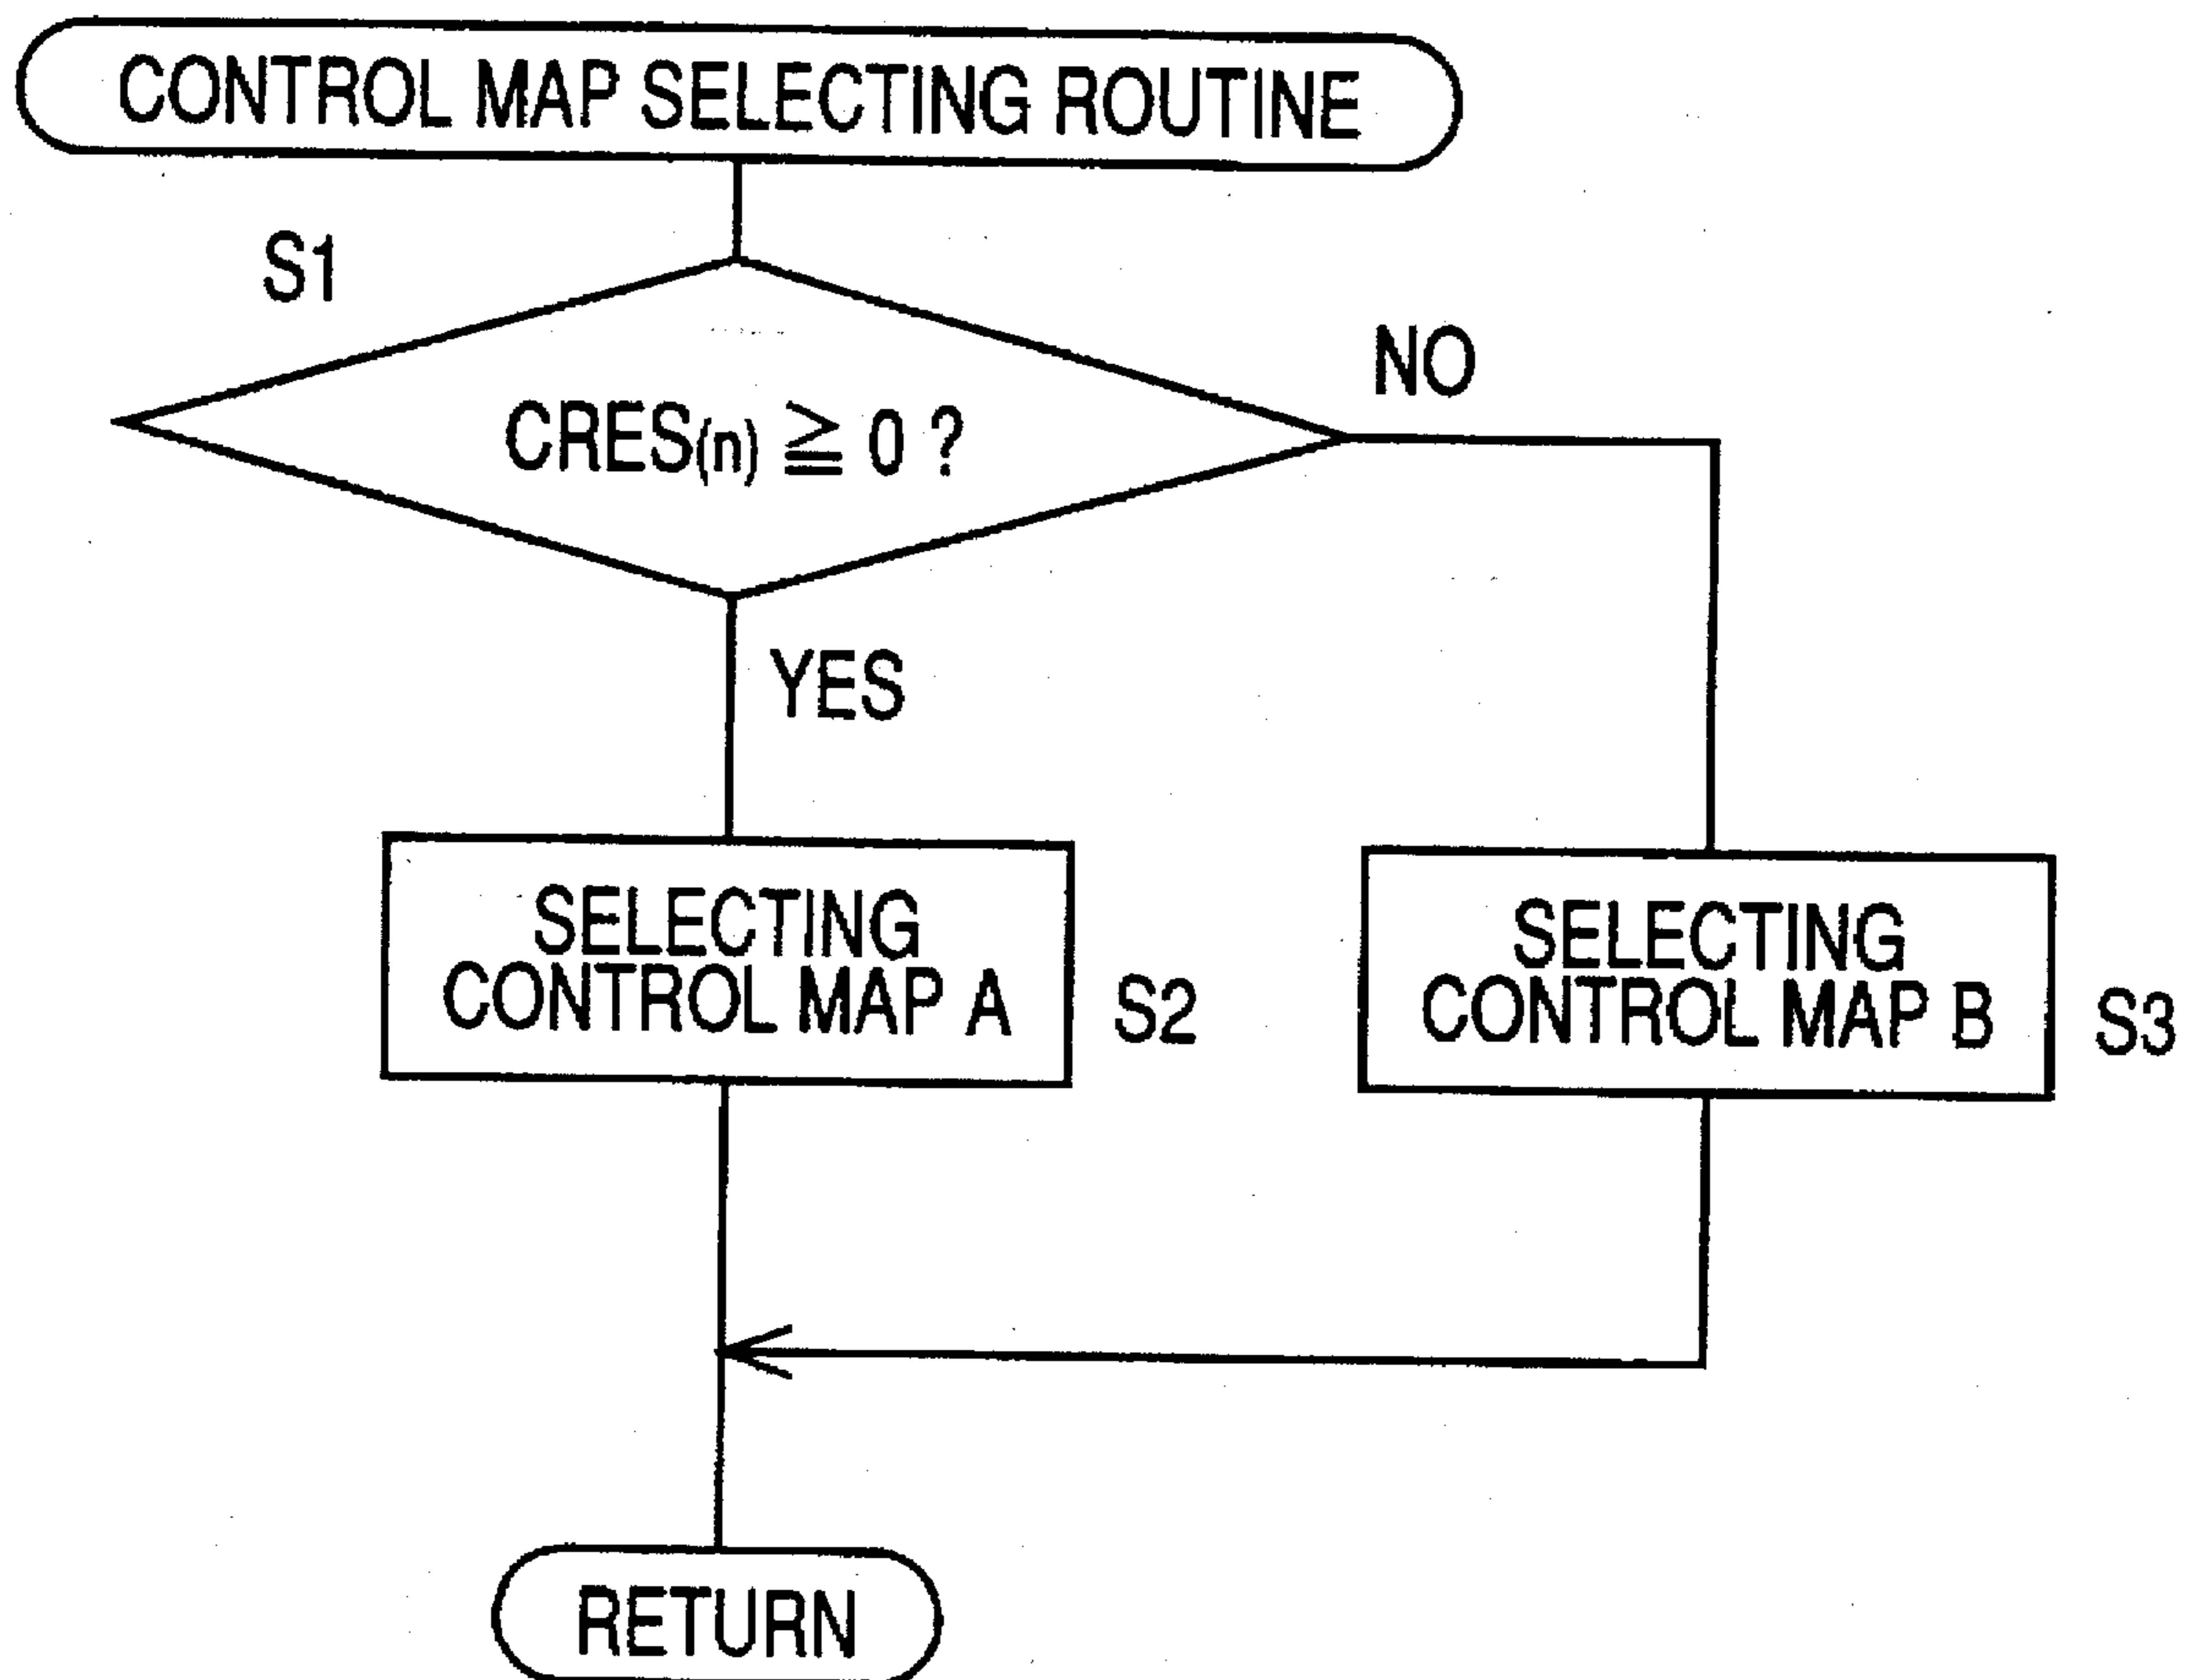 CONTROL MAP SELECTING ROUTINE
S1
CRES(n) ≧ 0 ?
NO
YES
SELECTING
CONTROL MAP A
S2
SELECTING
CONTROL MAP B
S3
RETURN